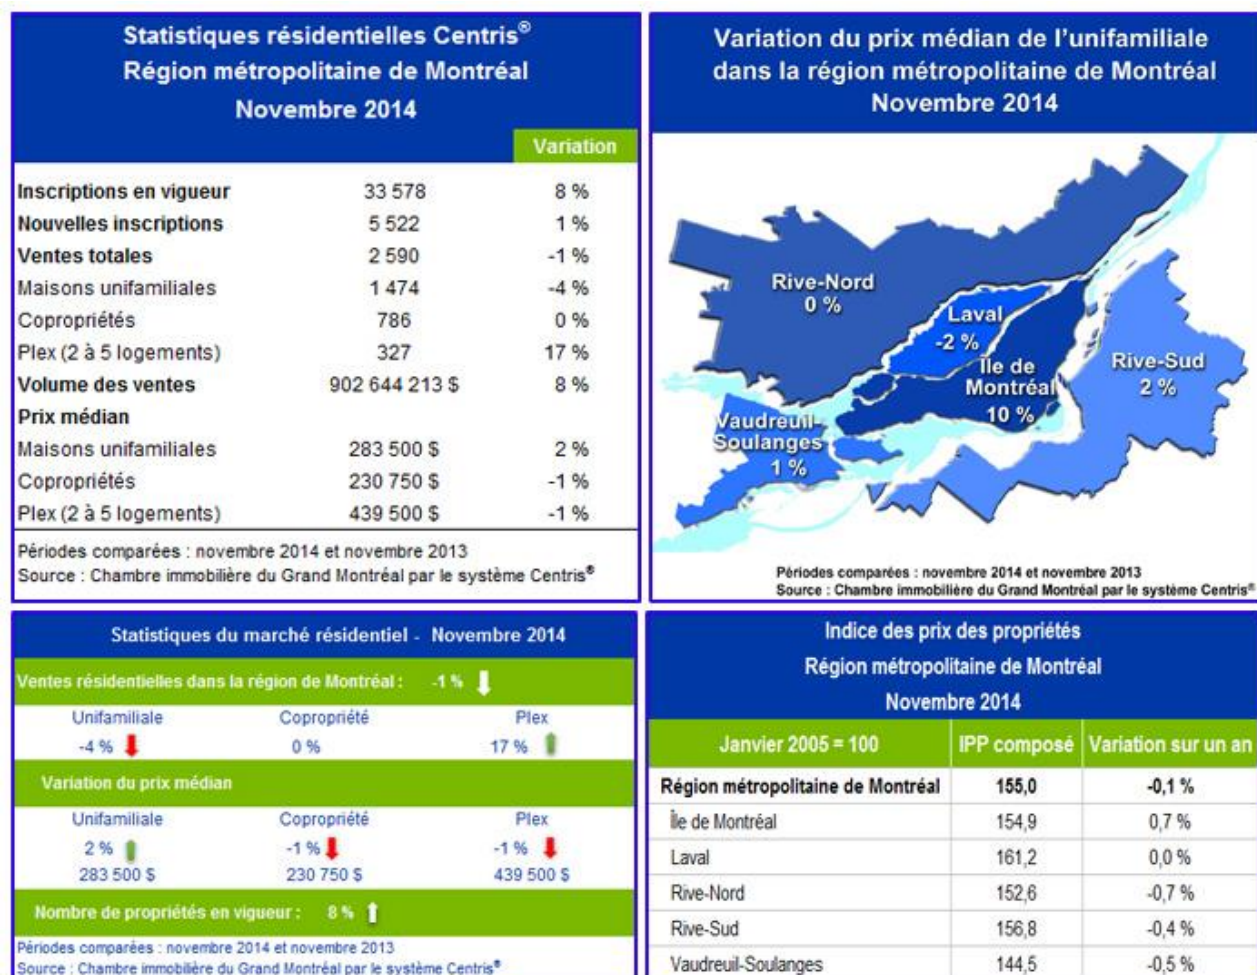 Statistiques résidentielles Centris®
Région métropolitaine de Montréal
Novembre 2014
Variation
Inscriptions en vigueur 33 578 8 %
Nouvelles inscriptions 5 522 1 %
Ventes totales 2 590 -1 %
Maisons unifamiliales 1 474 -4 %
Copropriétés 786 0 %
Plex (2 à 5 logements) 327 17 %
Volume des ventes 902 644 213 $ 8 %
Prix médian
Maisons unifamiliales 283 500 $ 2 %
Copropriétés 230 750 $ -1 %
Plex (2 à 5 logements) 439 500 $ -1 %
Périodes comparées : novembre 2014 et novembre 2013
Source : Chambre immobilière du Grand Montréal par le système Centris®
Variation du prix médian de l'unifamiliale
dans la région métropolitaine de Montréal
Novembre 2014
Rive-Nord
0 %
Laval
-2 %
Île de
Montréal
10 %
Rive-Sud
2 %
Vaudreuil-
Soulanges
1 %
Périodes comparées : novembre 2014 et novembre 2013
Source : Chambre immobilière du Grand Montréal par le système Centris®
Statistiques du marché résidentiel - Novembre 2014
Ventes résidentielles dans la région de Montréal : -1 %
Unifamiliale Copropriété Plex
-4 % 0 % 17 %
Variation du prix médian
Unifamiliale Copropriété Plex
2 % -1 % -1 %
283 500 $ 230 750 $ 439 500 $
Nombre de propriétés en vigueur : 8 %
Périodes comparées : novembre 2014 et novembre 2013
Source : Chambre immobilière du Grand Montréal par le système Centris®
Indice des prix des propriétés
Région métropolitaine de Montréal
Novembre 2014
Janvier 2005 = 100 IPP composé Variation sur un an
Région métropolitaine de Montréal 155,0 -0,1 %
Île de Montréal 154,9 0,7 %
Laval 161,2 0,0 %
Rive-Nord 152,6 -0,7 %
Rive-Sud 156,8 -0,4 %
Vaudreuil-Soulanges 144,5 -0,5 %